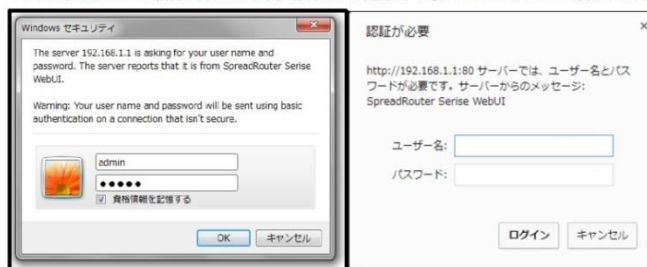 Windows セキュリティ
The server 192.168.1.1 is asking for your user name and
password. The server reports that it is from SpreadRouter Serise
WebUI.
Warning: Your user name and password will be sent using basic
authentication on a connection that isn't secure.
admin
●●●●●
資格情報を記憶する
OK
キャンセル
認証が必要
http://192.168.1.1:80 サーバーでは、ユーザー名とパス
ワードが必要です。サーバーからのメッセージ:
SpreadRouter Serise WebUI
ユーザー名:
パスワード:
ログイン
キャンセル